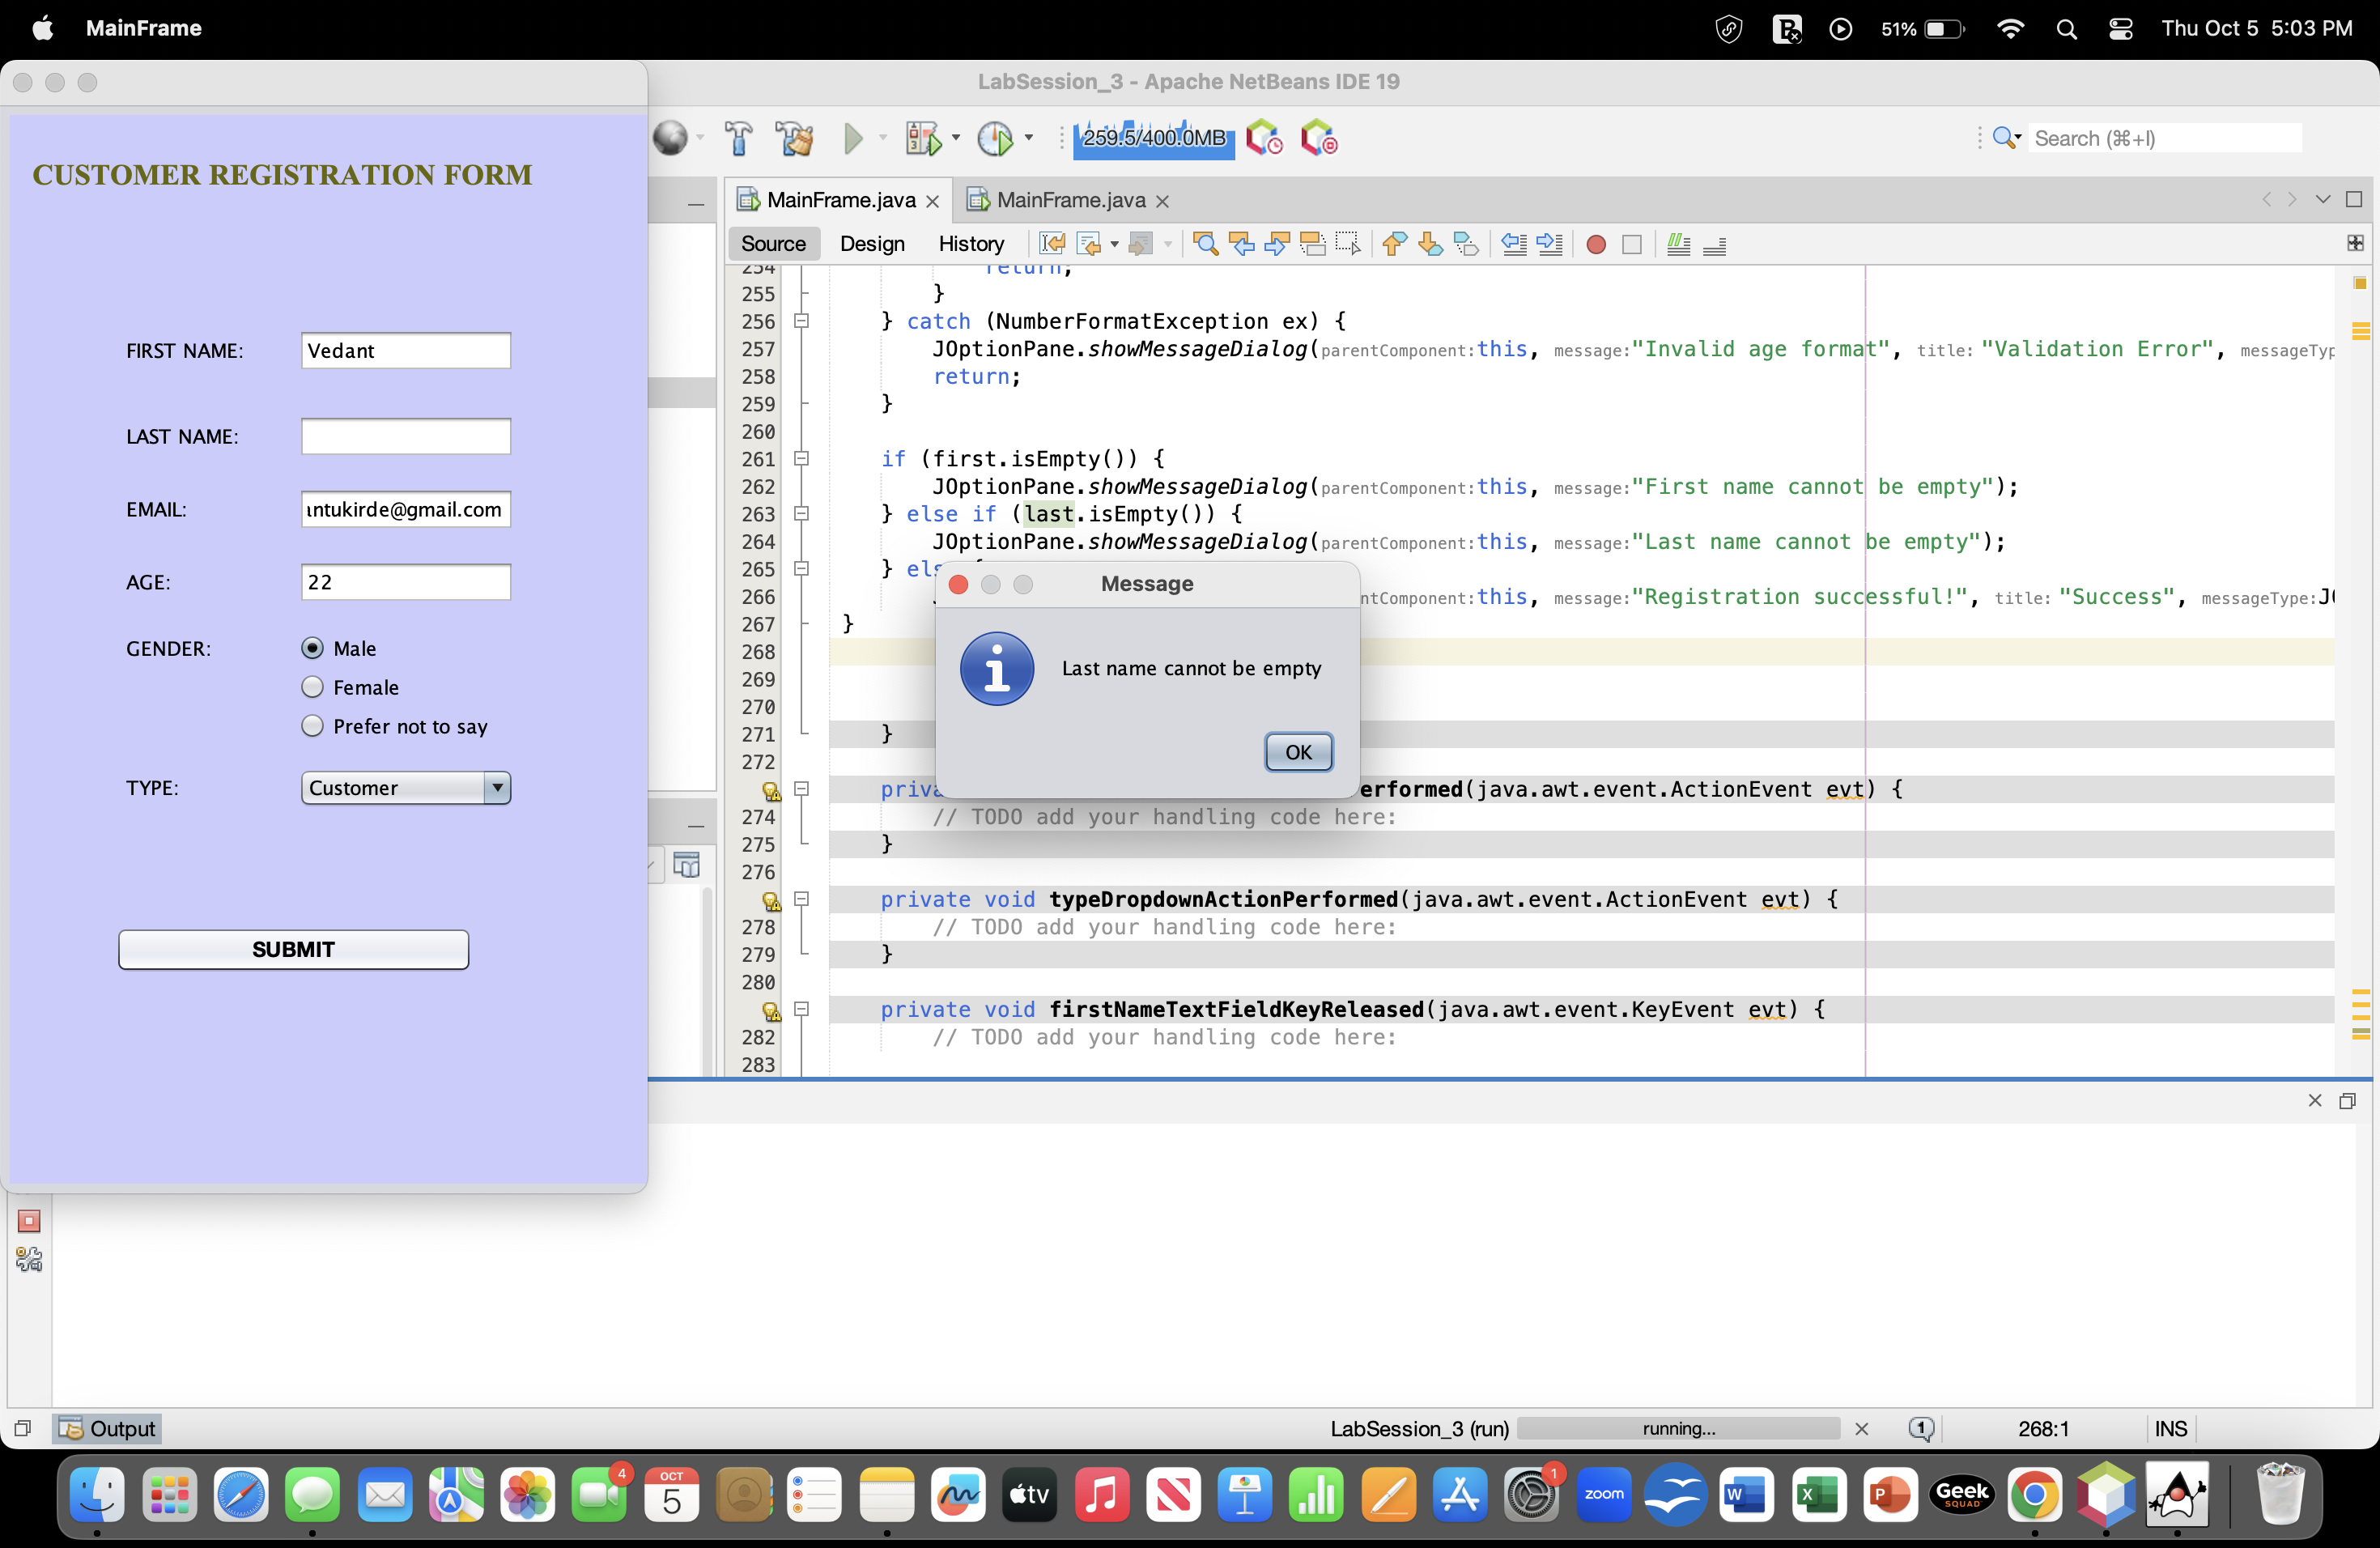 MainFrame
51%
Thu Oct 5 5:03 PM
LabSession_3 - Apache NetBeans IDE 19
259.5/400.0MB
Search (⌘+I)
MainFrame.java
MainFrame.java
Source Design History
CUSTOMER REGISTRATION FORM
FIRST NAME: Vedant
LAST NAME:
EMAIL: ntukirde@gmail.com
AGE: 22
GENDER: Male
Female
Prefer not to say
TYPE: Customer
SUBMIT
254 return;
255 }
256 } catch (NumberFormatException ex) {
257 JOptionPane.showMessageDialog(parentComponent:this, message:"Invalid age format", title: "Validation Error", messageTyp
258 return;
259 }
260
261 if (first.isEmpty()) {
262 JOptionPane.showMessageDialog(parentComponent:this, message:"First name cannot be empty");
263 } else if (last.isEmpty()) {
264 JOptionPane.showMessageDialog(parentComponent:this, message:"Last name cannot be empty");
265 } els
266 ntComponent:this, message:"Registration successful!", title: "Success", messageType:JO
267 }
268
269
270
271 }
272
priva erformed(java.awt.event.ActionEvent evt) {
274 // TODO add your handling code here:
275 }
276
private void typeDropdownActionPerformed(java.awt.event.ActionEvent evt) {
278 // TODO add your handling code here:
279 }
280
private void firstNameTextFieldKeyReleased(java.awt.event.KeyEvent evt) {
282 // TODO add your handling code here:
283
Message
Last name cannot be empty
OK
Output
LabSession_3 (run) running... 1 268:1 INS
4
OCT
5
tv
1
zoom
W
X
P
Geek
SQUAD